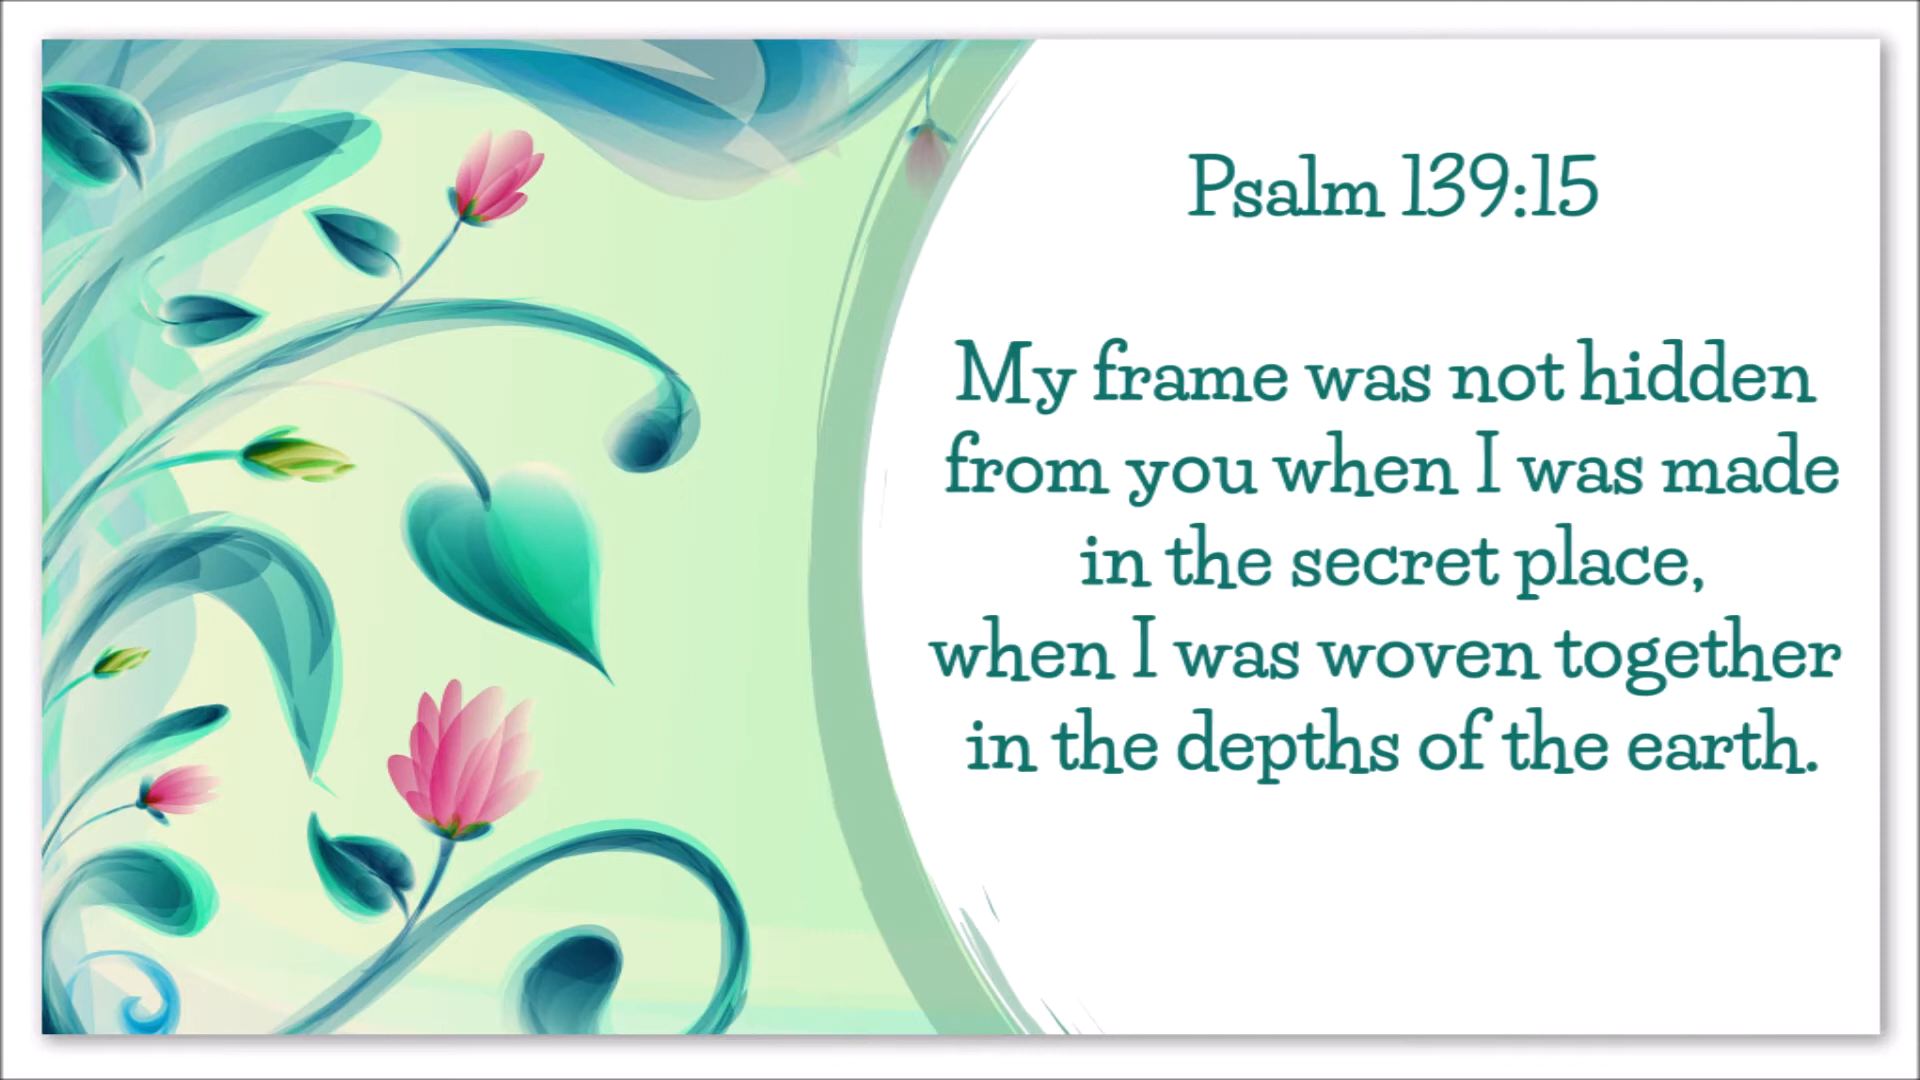 Psalm 139:15
My frame was not hidden
from you when I was made
in the secret place,
when I was woven together
in the depths of the earth.